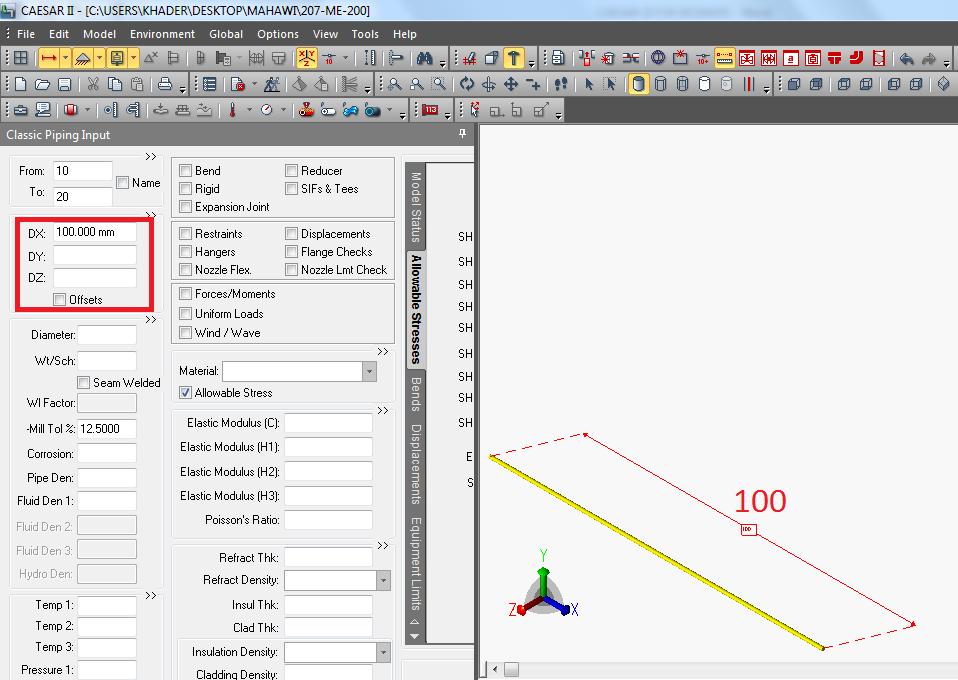 CAESAR II - [C:\USERS\KHADER\DESKTOP\MAHAWI\207-ME-200]
File Edit Model Environment Global Options View Tools Help
Classic Piping Input
From: 10
To: 20
Name
DX: 100.000 mm
DY:
DZ:
Offsets
Diameter:
Wt/Sch:
Seam Welded
WI Factor:
-Mill Tol %: 12.5000
Corrosion:
Pipe Den:
Fluid Den 1:
Fluid Den 2:
Fluid Den 3:
Hydro Den:
Temp 1:
Temp 2:
Temp 3:
Pressure 1:
Bend Reducer
Rigid SIFs & Tees
Expansion Joint
Restraints Displacements
Hangers Flange Checks
Nozzle Flex. Nozzle Lmt Check
Forces/Moments
Uniform Loads
Wind / Wave
Material:
Allowable Stress
Elastic Modulus (C):
Elastic Modulus (H1):
Elastic Modulus (H2):
Elastic Modulus (H3):
Poisson's Ratio:
Refract Thk:
Refract Density:
Insul Thk:
Clad Thk:
Insulation Density:
Cladding Density:
Model Status
Allowable Stresses
Bends
Displacements
Equipment Limits
SH
SH
SH
SH
SH
SH
SH
SH
SH
E
S
100
Y
Z
X